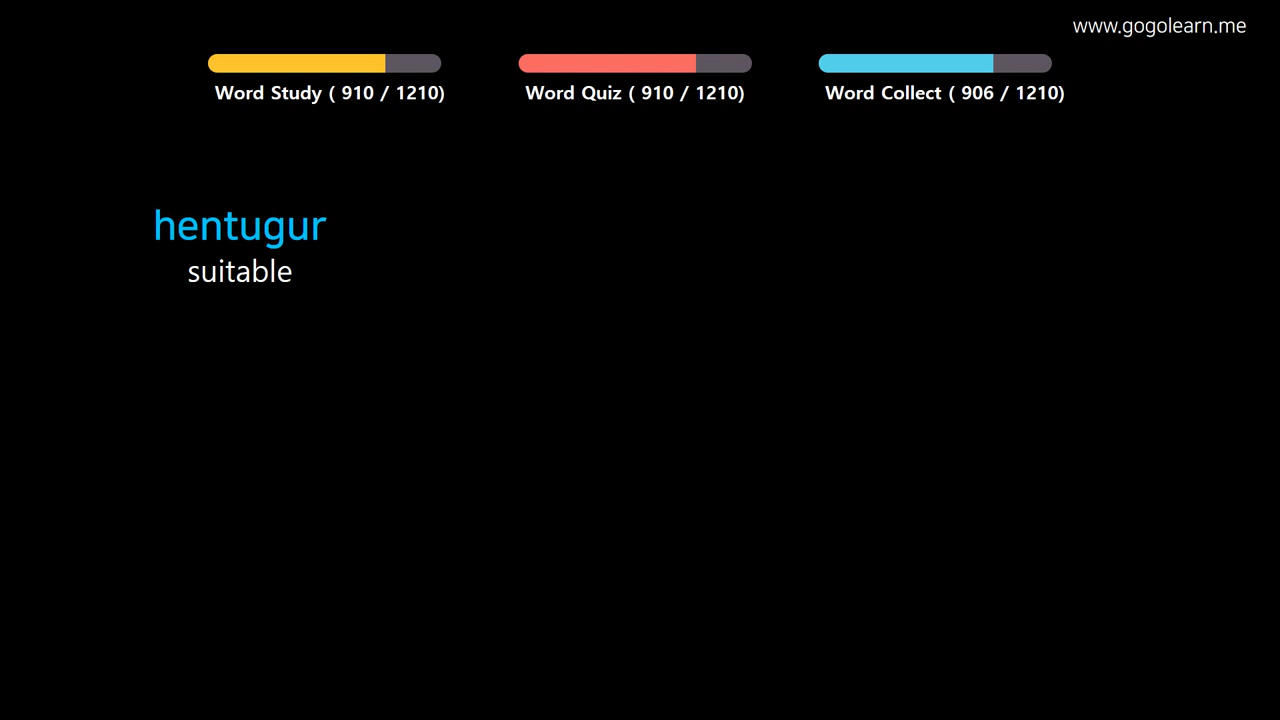 www.gogolearn.me
Word Study ( 910 / 1210)
Word Quiz ( 910 / 1210)
Word Collect ( 906 / 1210)
hentugur
suitable